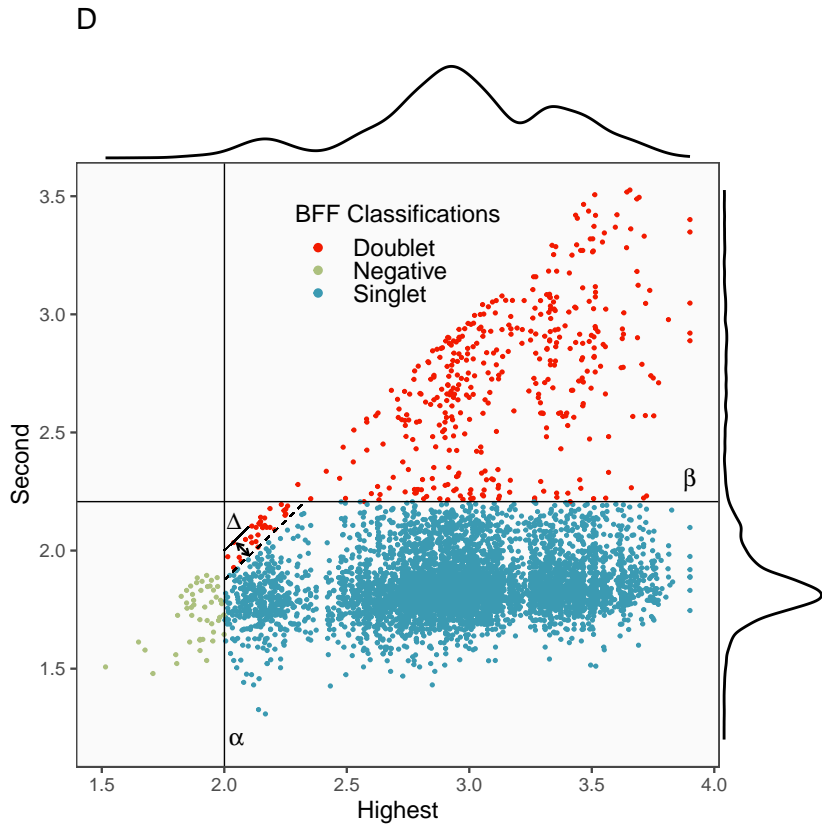 D
BFF Classifications
Doublet
Negative
Singlet
3.5
3.0
2.5
2.0
1.5
Second
Δ
β
α
1.5 2.0 2.5 3.0 3.5 4.0
Highest